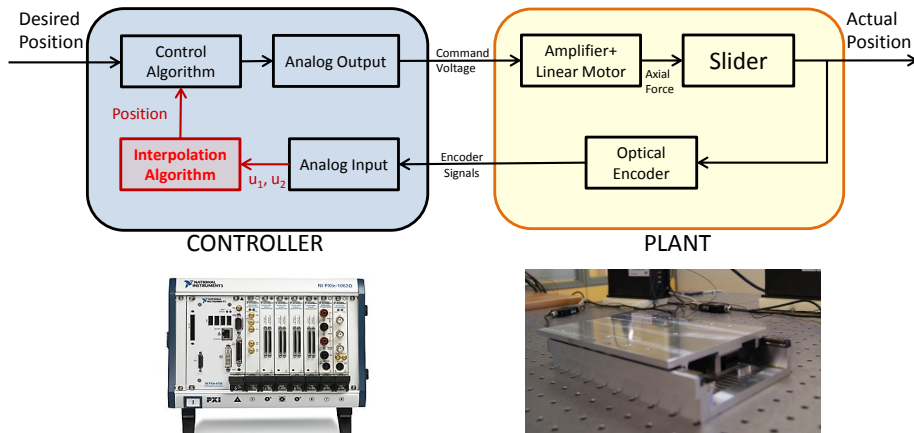 Desired
Position
Actual
Position
Control
Algorithm
Analog Output
Command
Voltage
Amplifier+
Linear Motor
Axial
Force
Slider
Position
Interpolation
Algorithm
u1, u2
Analog Input
Encoder
Signals
Optical
Encoder
CONTROLLER
PLANT
NATIONAL
INSTRUMENTS
NI PXIe-1062Q
PXI